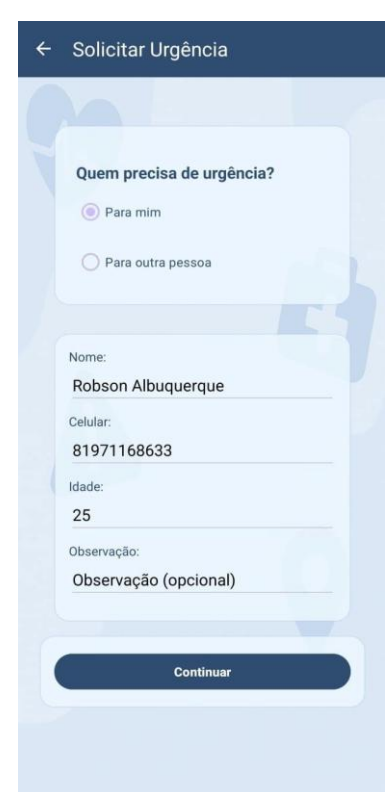 Solicitar Urgência
Quem precisa de urgência?
Para mim
Para outra pessoa
Nome:
Robson Albuquerque
Celular:
81971168633
Idade:
25
Observação:
Observação (opcional)
Continuar